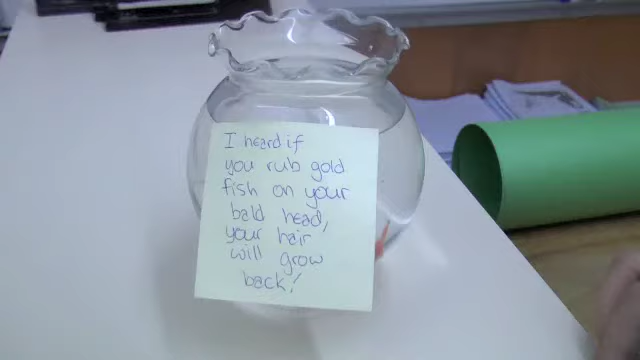 I heard if
you rub gold
fish on your
bald head,
your hair
will grow
back!